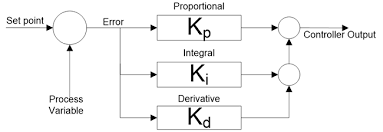 Proportional
Set point
Error
Kp
Controller Output
Integral
Ki
Process
Variable
Derivative
Kd